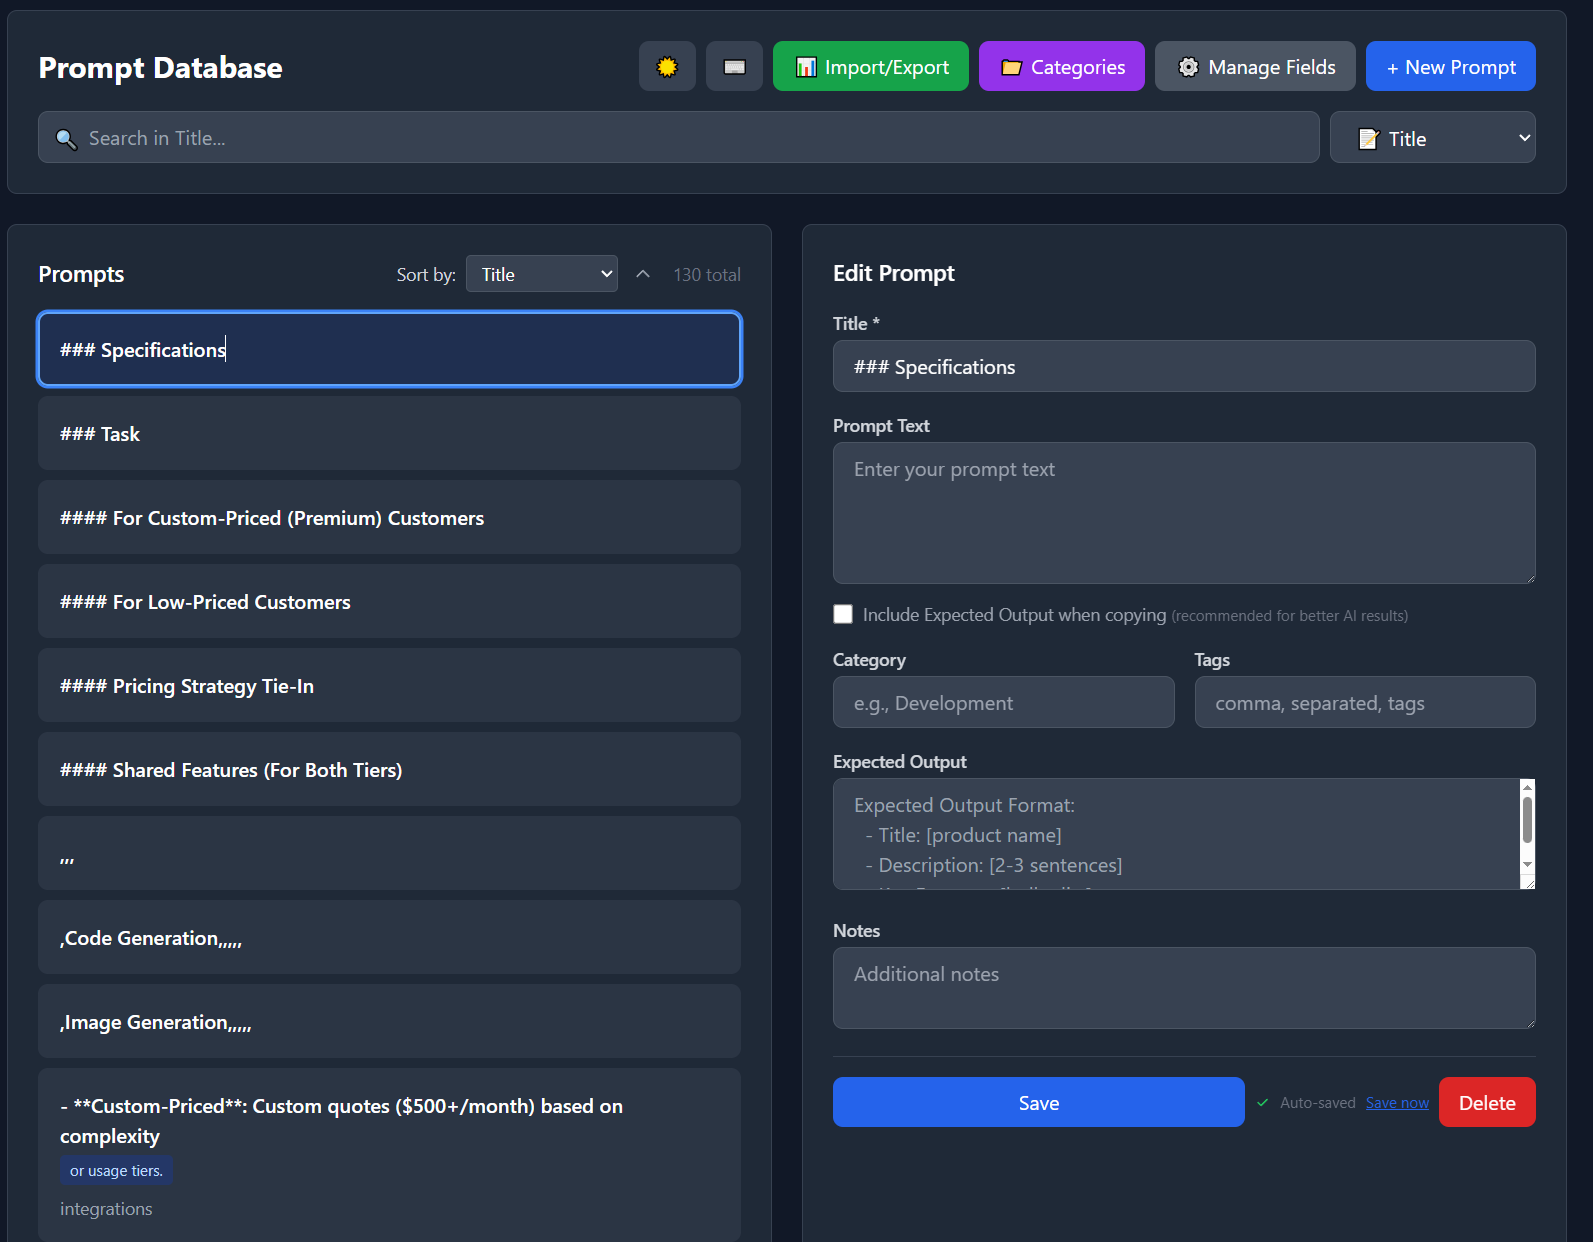 Prompt Database
Import/Export
Categories
Manage Fields
+ New Prompt
Search in Title...
Title
Prompts
Sort by:
Title
130 total
### Specifications
### Task
#### For Custom-Priced (Premium) Customers
#### For Low-Priced Customers
#### Pricing Strategy Tie-In
#### Shared Features (For Both Tiers)
,,,
,Code Generation,,,,,
,Image Generation,,,,,
- **Custom-Priced**: Custom quotes ($500+/month) based on
complexity
or usage tiers.
integrations
Edit Prompt
Title *
### Specifications
Prompt Text
Enter your prompt text
Include Expected Output when copying (recommended for better AI results)
Category
Tags
e.g., Development
comma, separated, tags
Expected Output
Expected Output Format:
- Title: [product name]
- Description: [2-3 sentences]
Notes
Additional notes
Save
✓ Auto-saved
Save now
Delete